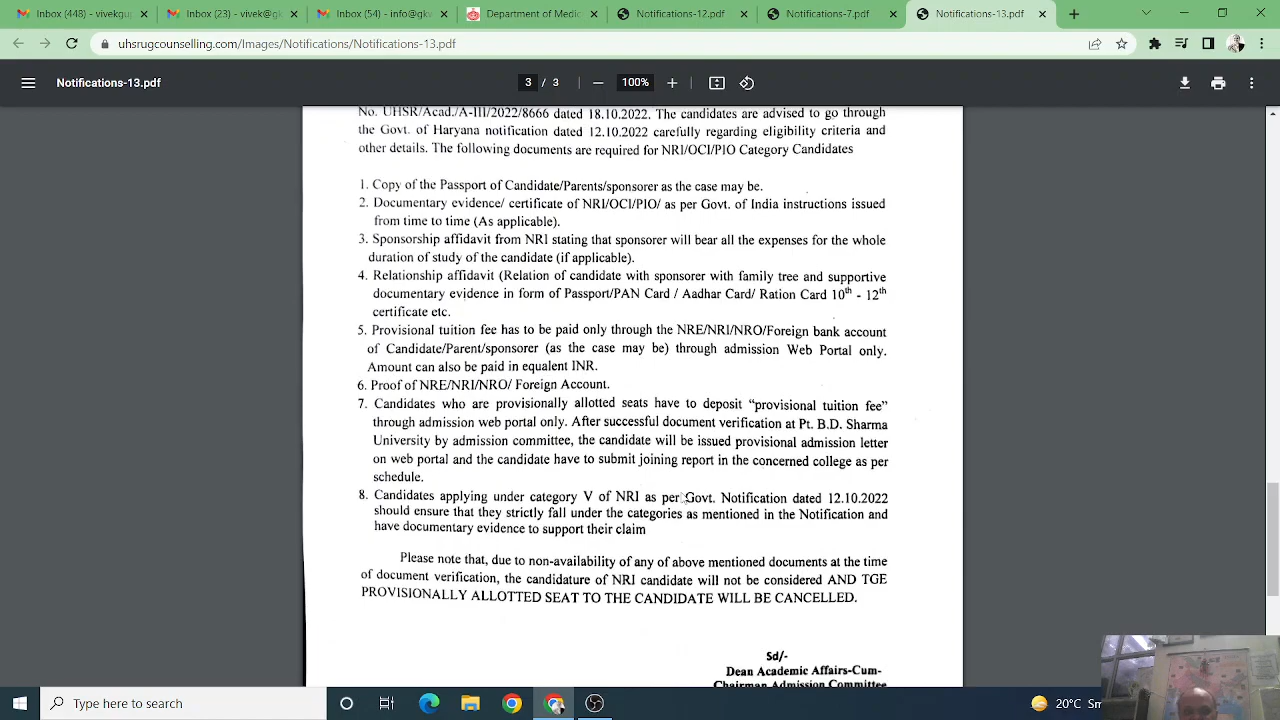 Inbox (448) – vivekgup
Inbox (23) - vivek@gk
Inbox (54) - info@gk
Department of Medic
Notifications-12.pdf
Notifications-7.pdf
Notifications-13.pdf
uhsrugcounselling.com/Images/Notifications/Notifications-13.pdf
Notifications-13.pdf
3 / 3
100%
No. UHSR/Acad./A-III/2022/8666 dated 18.10.2022. The candidates are advised to go through
the Govt. of Haryana notification dated 12.10.2022 carefully regarding eligibility criteria and
other details. The following documents are required for NRI/OCI/PIO Category Candidates
1. Copy of the Passport of Candidate/Parents/sponsorer as the case may be.
2. Documentary evidence/ certificate of NRI/OCI/PIO/ as per Govt. of India instructions issued
from time to time (As applicable).
3. Sponsorship affidavit from NRI stating that sponsorer will bear all the expenses for the whole
duration of study of the candidate (if applicable).
4. Relationship affidavit (Relation of candidate with sponsorer with family tree and supportive
documentary evidence in form of Passport/PAN Card / Aadhar Card/ Ration Card 10th - 12th
certificate etc.
5. Provisional tuition fee has to be paid only through the NRE/NRI/NRO/Foreign bank account
of Candidate/Parent/sponsorer (as the case may be) through admission Web Portal only.
Amount can also be paid in equalent INR.
6. Proof of NRE/NRI/NRO/ Foreign Account.
7. Candidates who are provisionally allotted seats have to deposit “provisional tuition fee”
through admission web portal only. After successful document verification at Pt. B.D. Sharma
University by admission committee, the candidate will be issued provisional admission letter
on web portal and the candidate have to submit joining report in the concerned college as per
schedule.
8. Candidates applying under category V of NRI as per Govt. Notification dated 12.10.2022
should ensure that they strictly fall under the categories as mentioned in the Notification and
have documentary evidence to support their claim
Please note that, due to non-availability of any of above mentioned documents at the time
of document verification, the candidature of NRI candidate will not be considered AND TGE
PROVISIONALLY ALLOTTED SEAT TO THE CANDIDATE WILL BE CANCELLED.
Sd/-
Dean Academic Affairs-Cum-
Chairman Admission Committee
Type here to search
20°C Sm